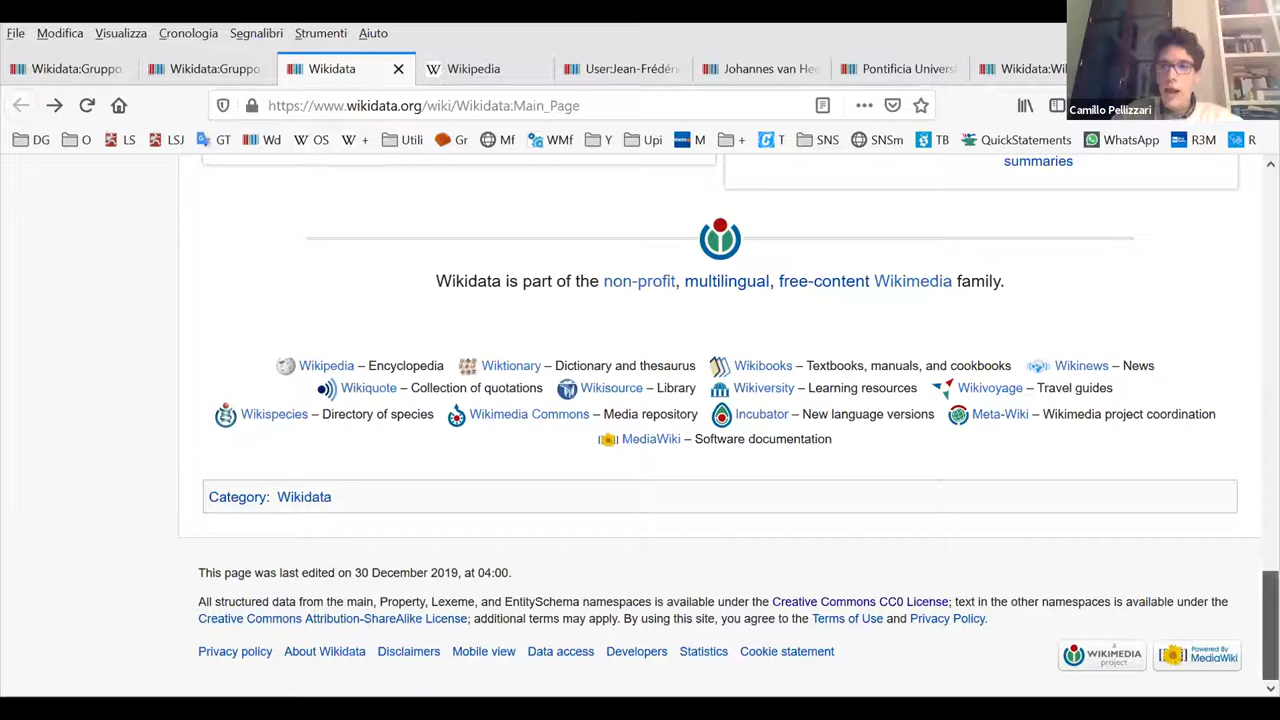 File Modifica Visualizza Cronologia Segnalibri Strumenti Aiuto
Wikidata:Gruppo Wikidata:Gruppo Wikidata Wikipedia User:Jean-Frédéri Johannes van Hee Pontificia Univers Wikidata:Wil
https://www.wikidata.org/wiki/Wikidata:Main_Page
Camillo Pellizzari
DG O LS LSJ GT Wd OS + Utili Gr Mf WMf Y Upi M + T SNS SNSm TB QuickStatements WhatsApp R3M R
summaries
Wikidata is part of the non-profit, multilingual, free-content Wikimedia family.
Wikipedia – Encyclopedia Wiktionary – Dictionary and thesaurus Wikibooks – Textbooks, manuals, and cookbooks Wikinews – News
Wikiquote – Collection of quotations Wikisource – Library Wikiversity – Learning resources Wikivoyage – Travel guides
Wikispecies – Directory of species Wikimedia Commons – Media repository Incubator – New language versions Meta-Wiki – Wikimedia project coordination
MediaWiki – Software documentation
Category: Wikidata
This page was last edited on 30 December 2019, at 04:00.
All structured data from the main, Property, Lexeme, and EntitySchema namespaces is available under the Creative Commons CC0 License; text in the other namespaces is available under the
Creative Commons Attribution-ShareAlike License; additional terms may apply. By using this site, you agree to the Terms of Use and Privacy Policy.
Privacy policy About Wikidata Disclaimers Mobile view Data access Developers Statistics Cookie statement
a WIKIMEDIA project
Powered By MediaWiki